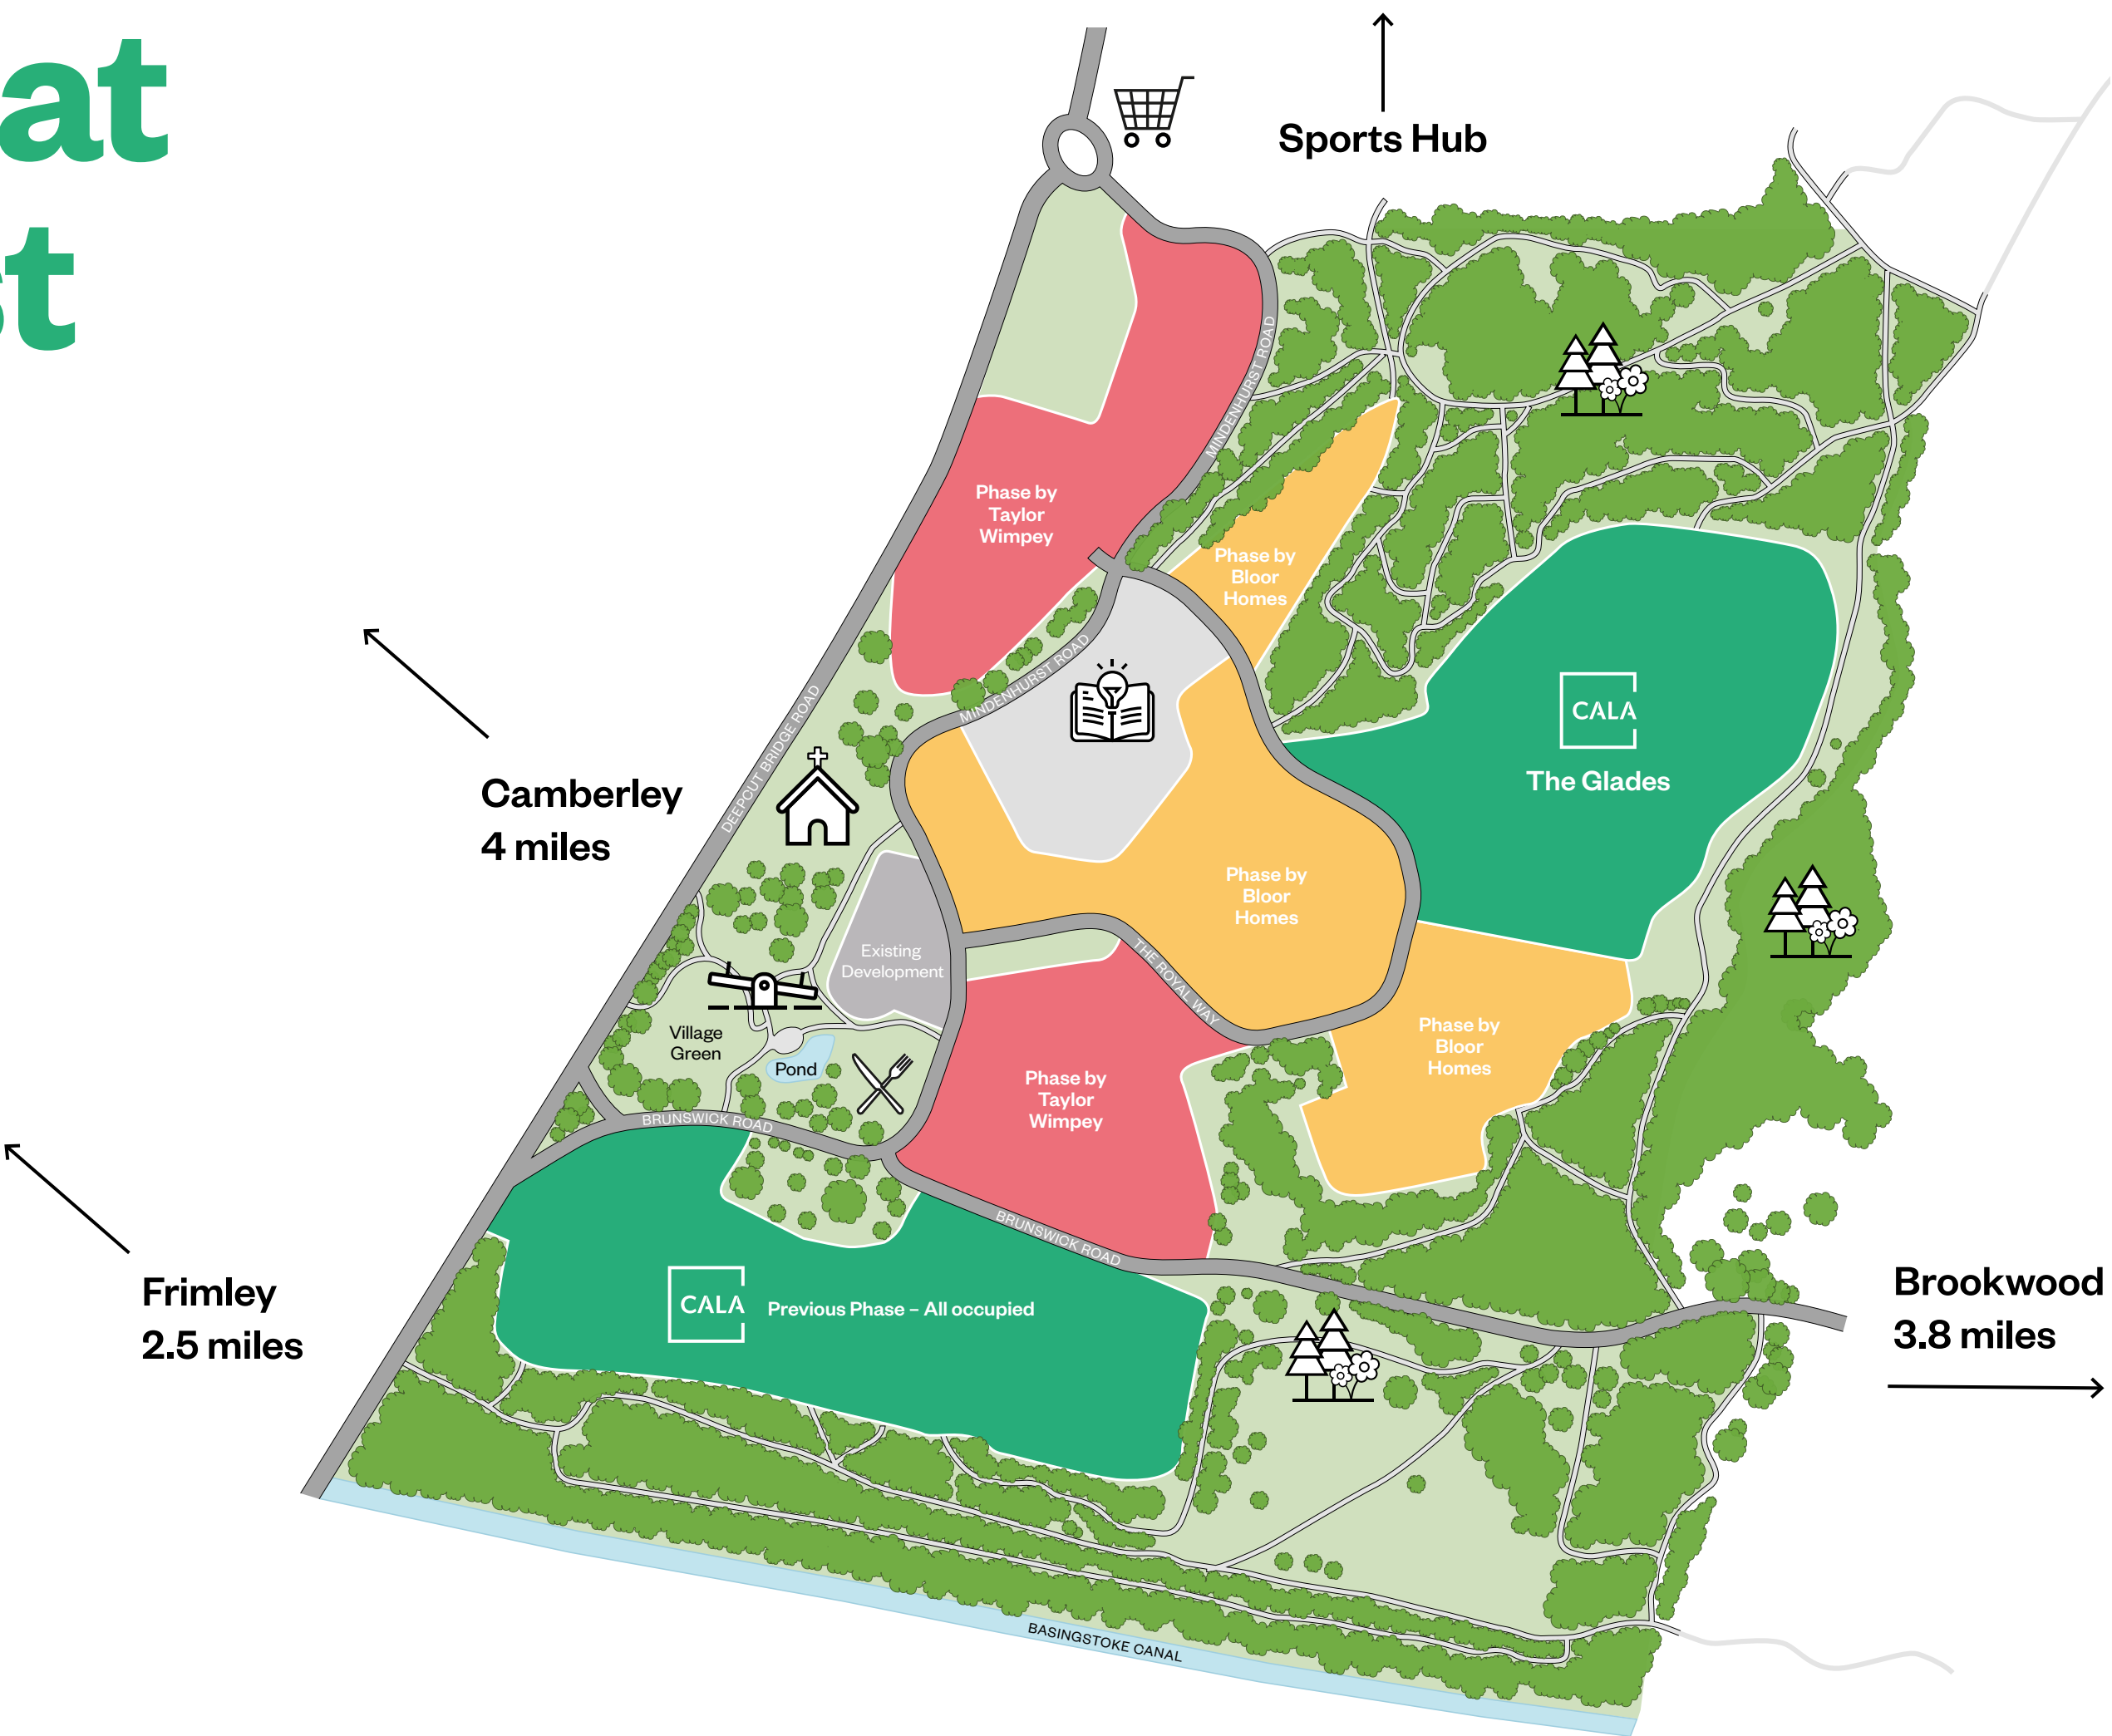 at
st
Sports Hub
MINDENHURST ROAD
Phase by
Taylor
Wimpey
Phase by
Bloor
Homes
MINDENHURST ROAD
DEEPCUT BRIDGE ROAD
CALA
The Glades
Camberley
4 miles
Phase by
Bloor
Homes
Existing
Development
THE ROYAL WAY
Village
Green
Pond
Phase by
Bloor
Homes
Phase by
Taylor
Wimpey
BRUNSWICK ROAD
BRUNSWICK ROAD
Frimley
2.5 miles
CALA
Previous Phase – All occupied
Brookwood
3.8 miles
BASINGSTOKE CANAL